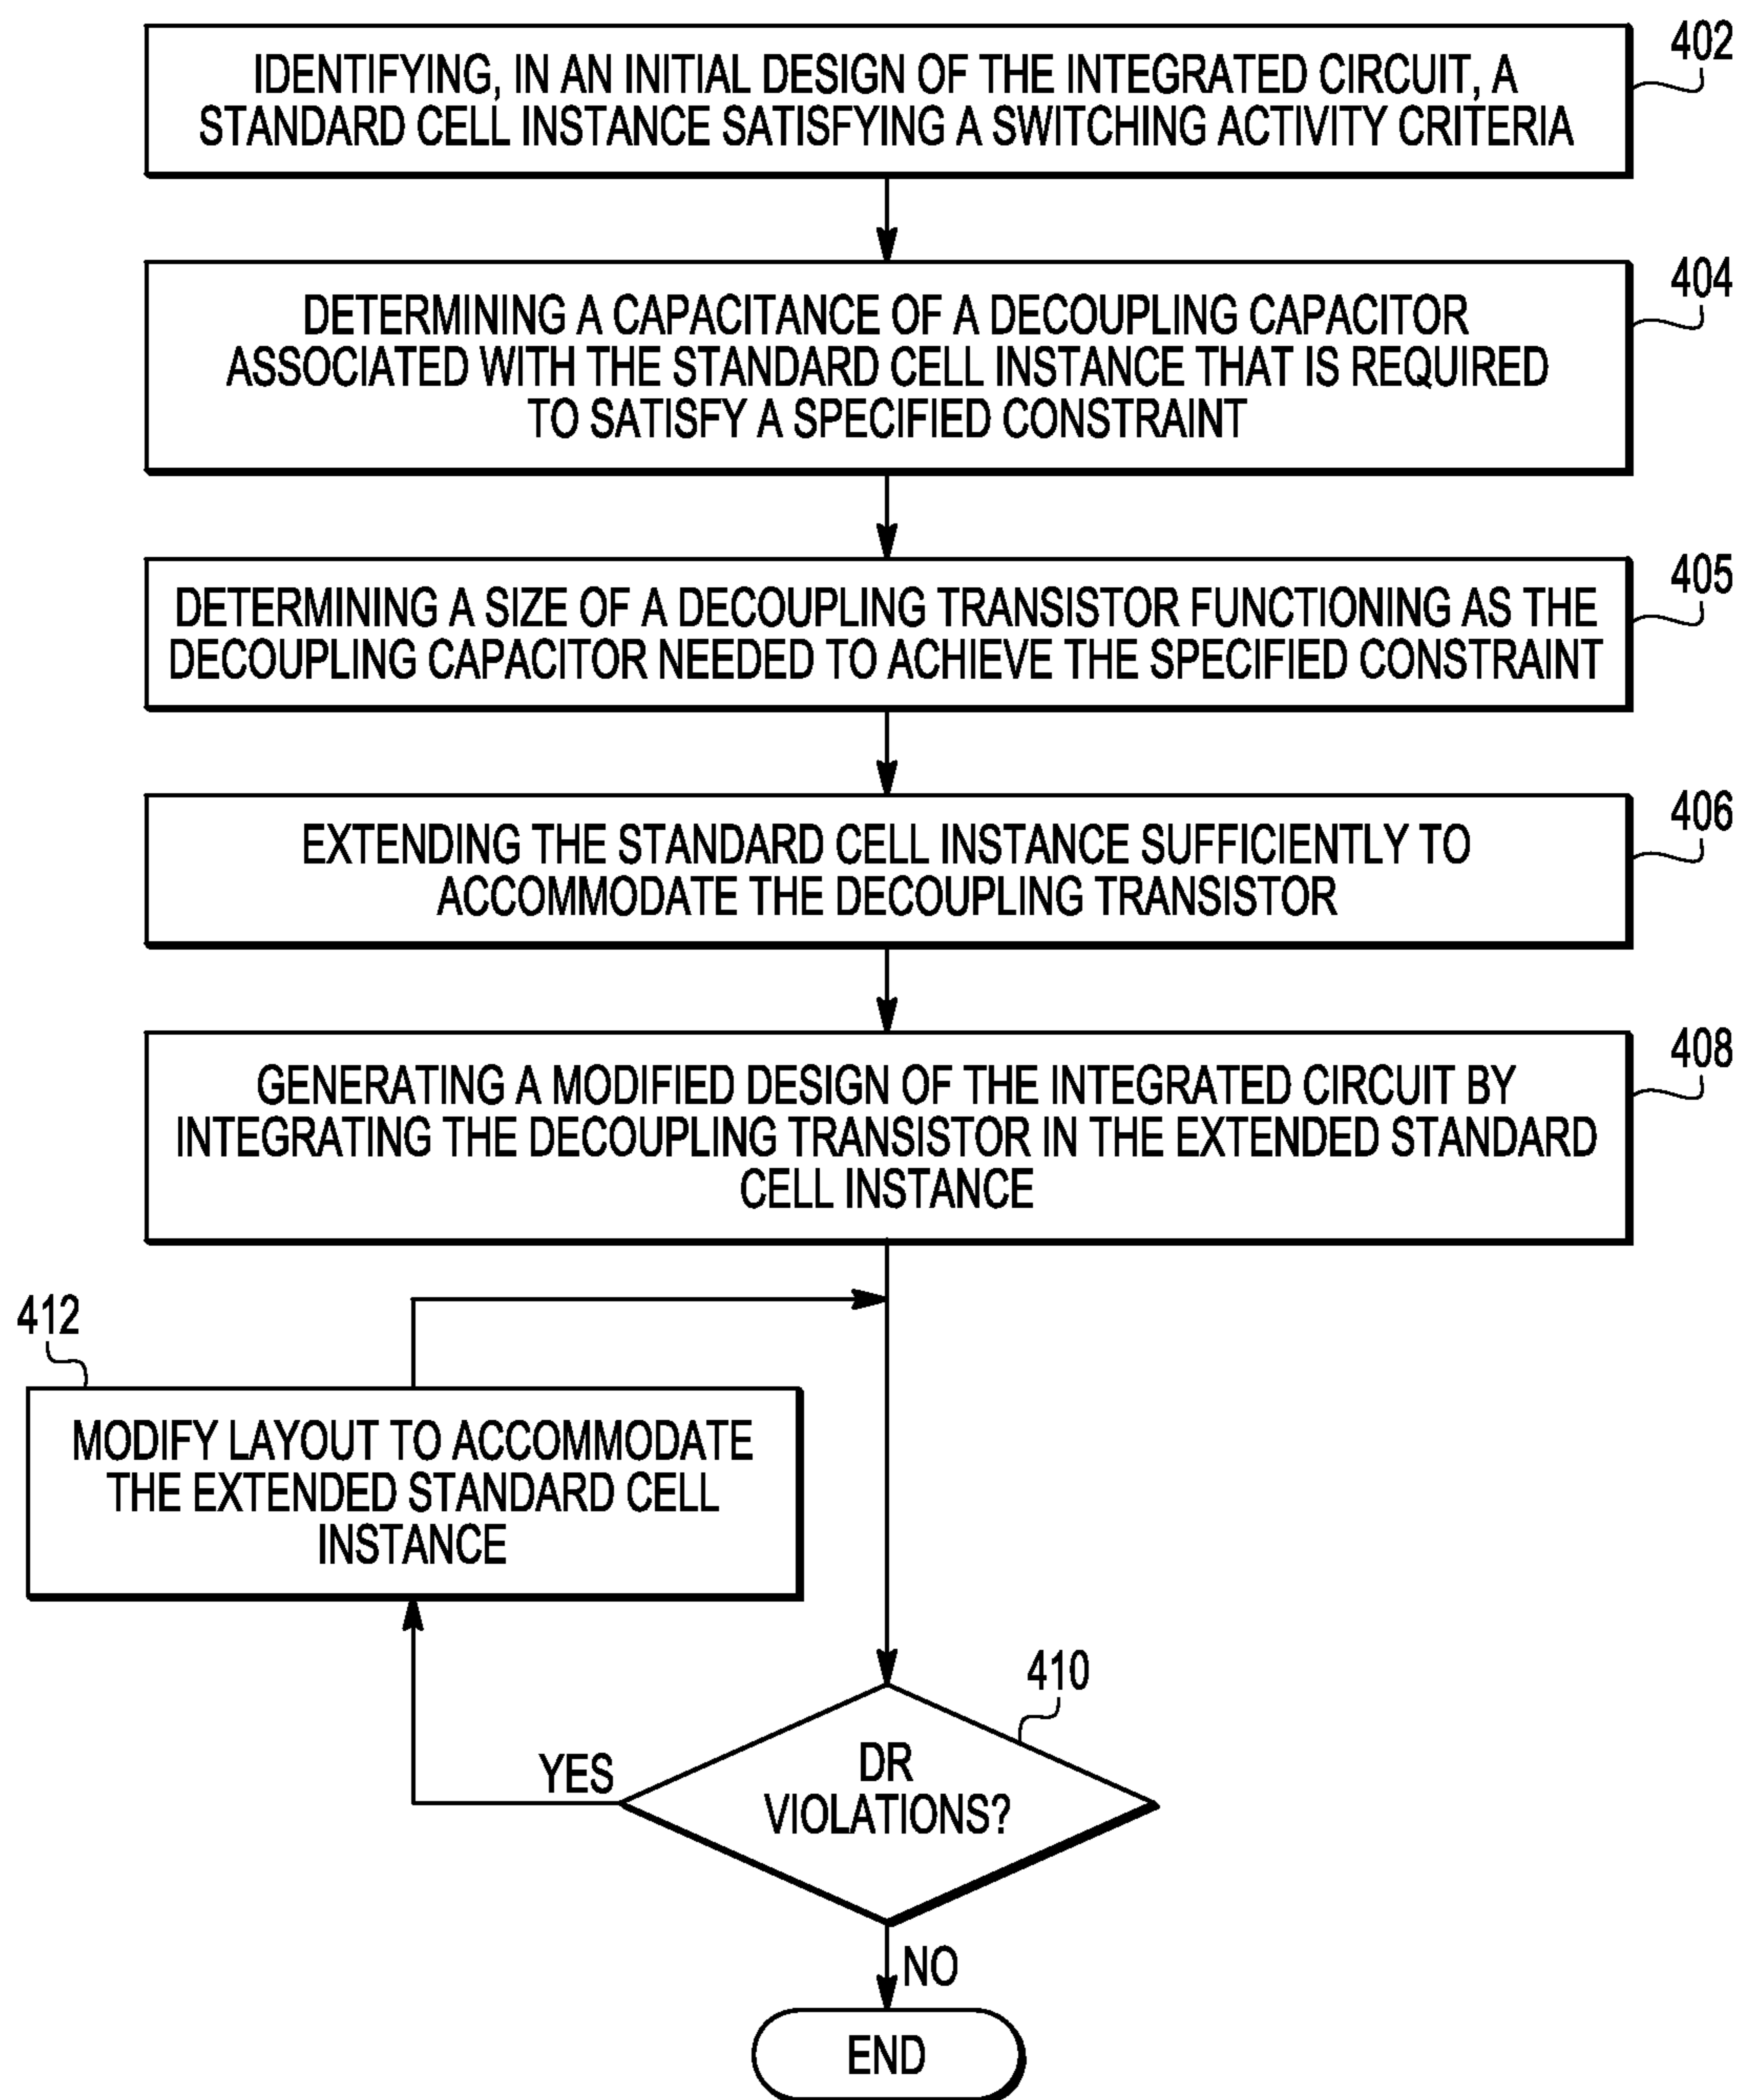 IDENTIFYING, IN AN INITIAL DESIGN OF THE INTEGRATED CIRCUIT, A
STANDARD CELL INSTANCE SATISFYING A SWITCHING ACTIVITY CRITERIA
402
DETERMINING A CAPACITANCE OF A DECOUPLING CAPACITOR
ASSOCIATED WITH THE STANDARD CELL INSTANCE THAT IS REQUIRED
TO SATISFY A SPECIFIED CONSTRAINT
404
DETERMINING A SIZE OF A DECOUPLING TRANSISTOR FUNCTIONING AS THE
DECOUPLING CAPACITOR NEEDED TO ACHIEVE THE SPECIFIED CONSTRAINT
405
EXTENDING THE STANDARD CELL INSTANCE SUFFICIENTLY TO
ACCOMMODATE THE DECOUPLING TRANSISTOR
406
GENERATING A MODIFIED DESIGN OF THE INTEGRATED CIRCUIT BY
INTEGRATING THE DECOUPLING TRANSISTOR IN THE EXTENDED STANDARD
CELL INSTANCE
408
412
MODIFY LAYOUT TO ACCOMMODATE
THE EXTENDED STANDARD CELL
INSTANCE
410
DR
VIOLATIONS?
YES
NO
END